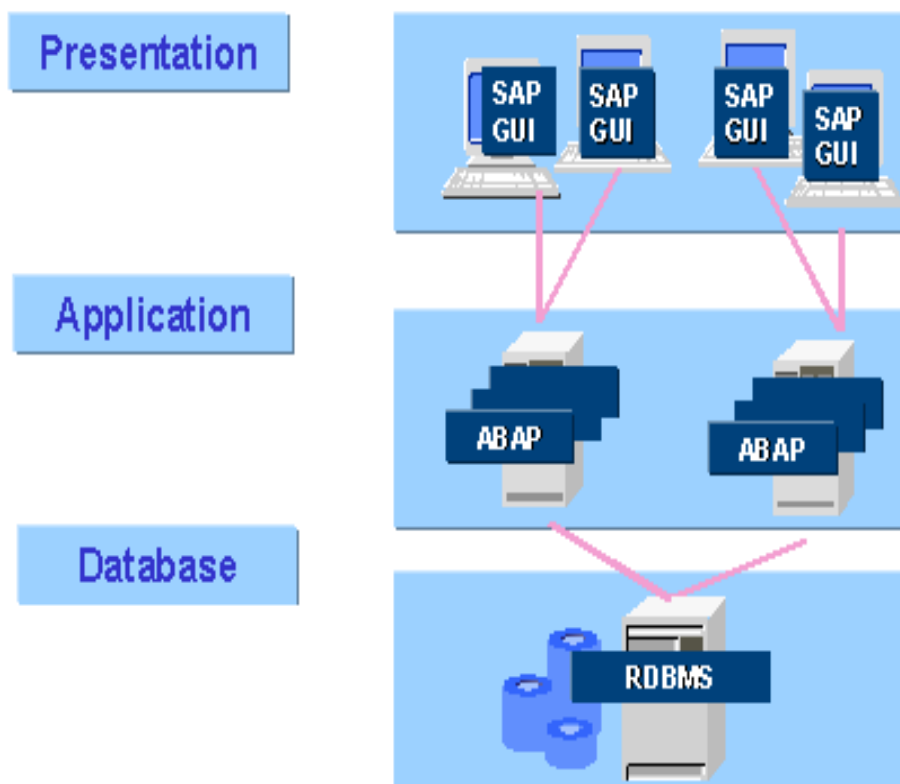 Presentation
SAP
GUI
SAP
GUI
SAP
GUI
SAP
GUI
Application
ABAP
ABAP
Database
RDBMS